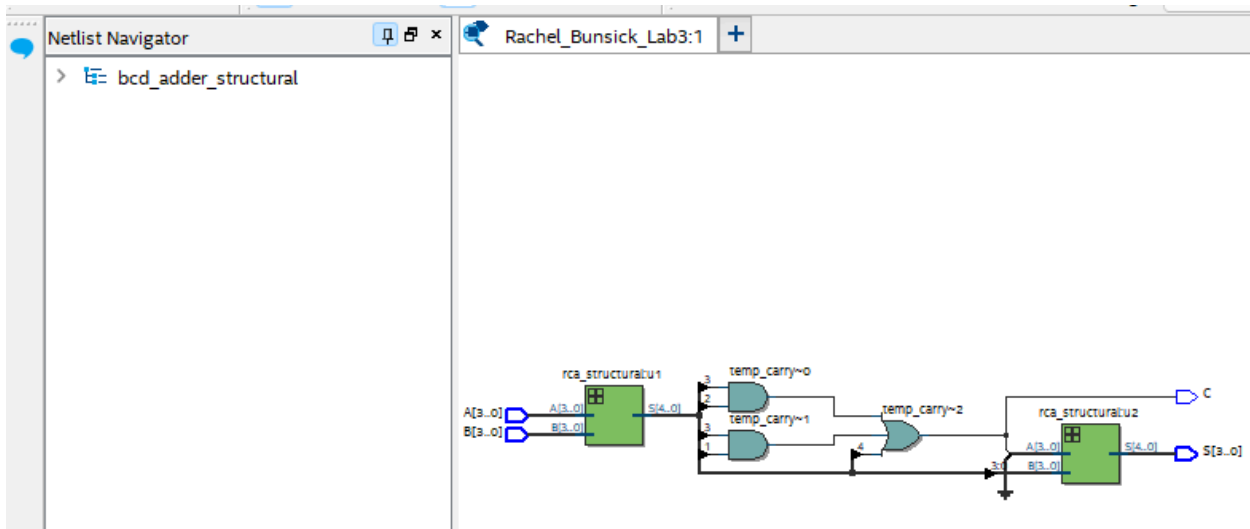 Netlist Navigator
Rachel_Bunsick_Lab3:1
bcd_adder_structural
rca_structural:u1
A[3..0]
B[3..0]
A[3..0]
B[3..0]
S[4..0]
temp_carry~0
3
2
temp_carry~1
3
1
temp_carry~2
4
C
rca_structural:u2
3:0
A[3..0]
B[3..0]
S[4..0]
S[3..0]